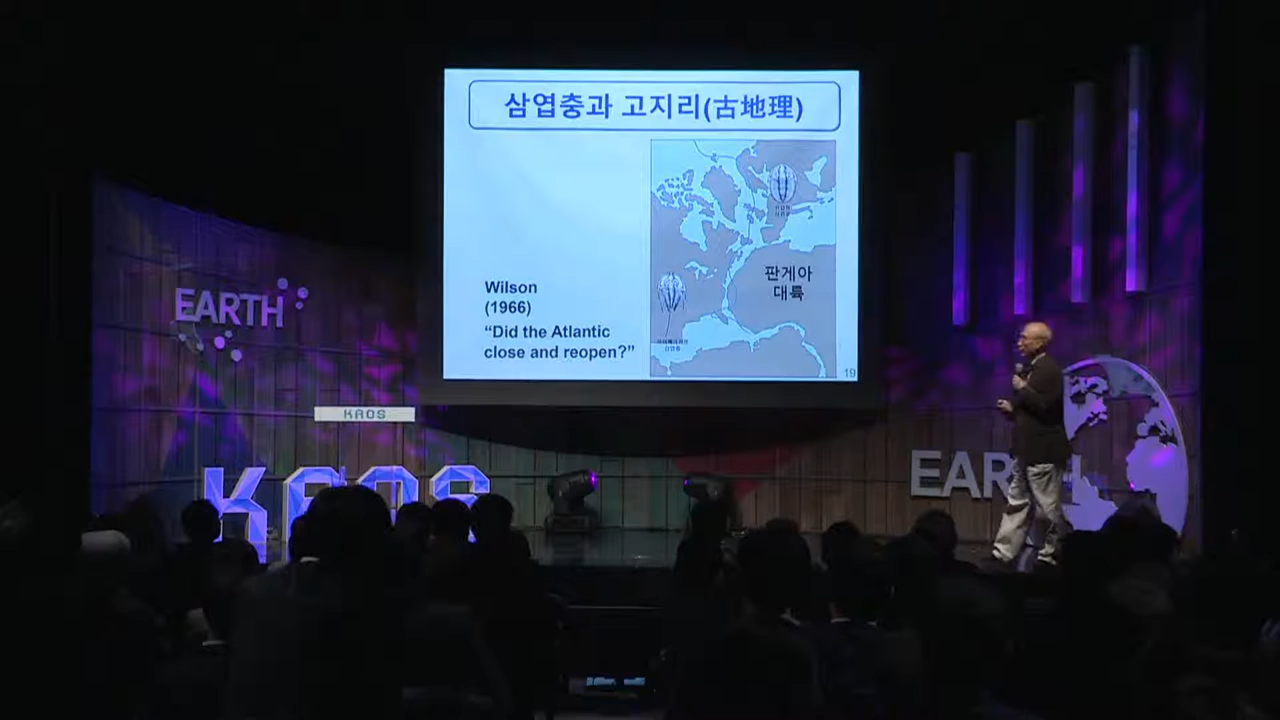 삼엽충과 고지리(古地理)
판게아
대륙
Wilson
(1966)
“Did the Atlantic
close and reopen?”
19
EARTH
KAOS
KAOS